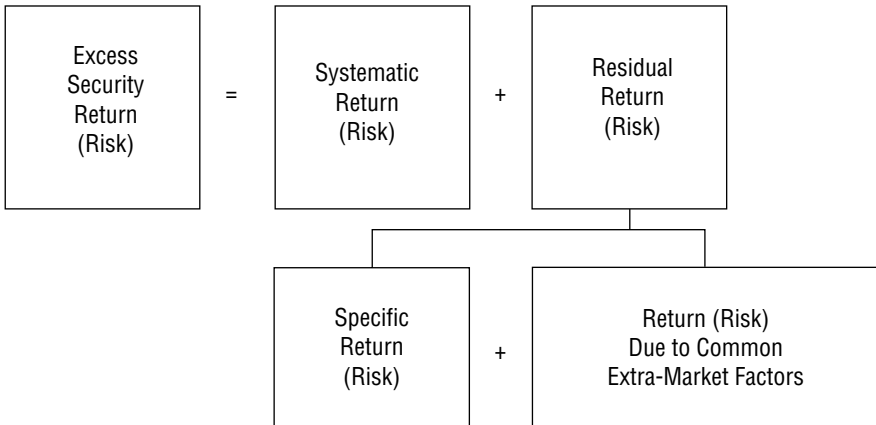 Excess
Security
Return
(Risk)
=
Systematic
Return
(Risk)
+
Residual
Return
(Risk)
Specific
Return
(Risk)
+
Return (Risk)
Due to Common
Extra-Market Factors